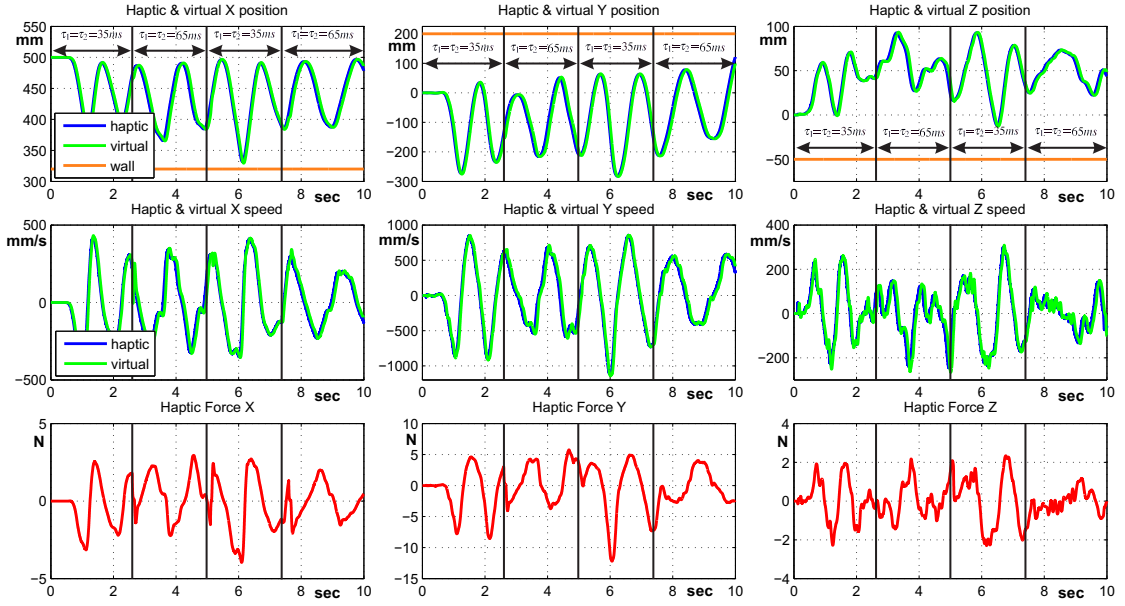 Haptic & virtual X position
550
mm
500
450
400
350
300
τ₁=τ₂=35ms
τ₁=τ₂=65ms
τ₁=τ₂=35ms
τ₁=τ₂=65ms
haptic
virtual
wall
0 2 4 6 8 10
sec
Haptic & virtual Y position
200
mm
100
0
−100
−200
−300
τ₁=τ₂=35ms
τ₁=τ₂=65ms
τ₁=τ₂=35ms
τ₁=τ₂=65ms
0 2 4 6 8 10
sec
Haptic & virtual Z position
100
mm
50
0
−50
−100
τ₁=τ₂=35ms
τ₁=τ₂=65ms
τ₁=τ₂=35ms
τ₁=τ₂=65ms
0 2 4 6 8 10
sec
Haptic & virtual X speed
500
mm/s
0
−500
haptic
virtual
0 2 4 6 8 10
sec
Haptic & virtual Y speed
1000
mm/s
500
0
−500
−1000
0 2 4 6 8 10
sec
Haptic & virtual Z speed
400
mm/s
200
0
−200
0 2 4 6 8 10
sec
Haptic Force X
5
N
0
−5
0 2 4 6 8 10
sec
Haptic Force Y
10
N
5
0
−5
−10
−15
0 2 4 6 8 10
sec
Haptic Force Z
4
N
2
0
−2
−4
0 2 4 6 8 10
sec